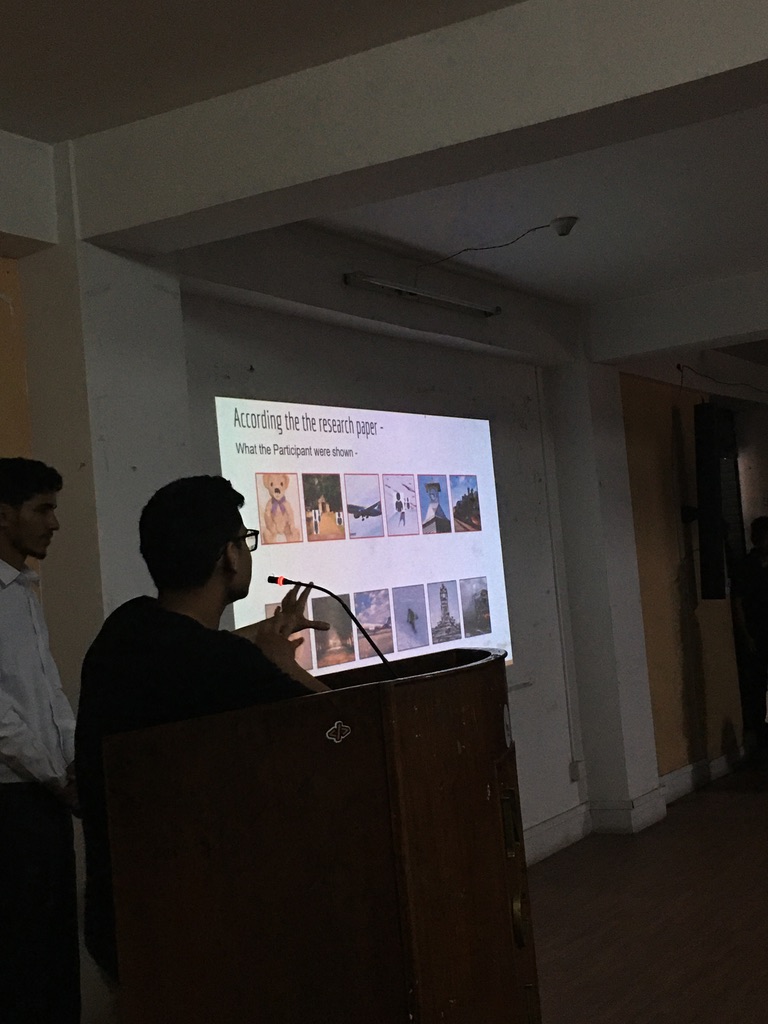 According the the research paper -
What the Participant were shown -
</>